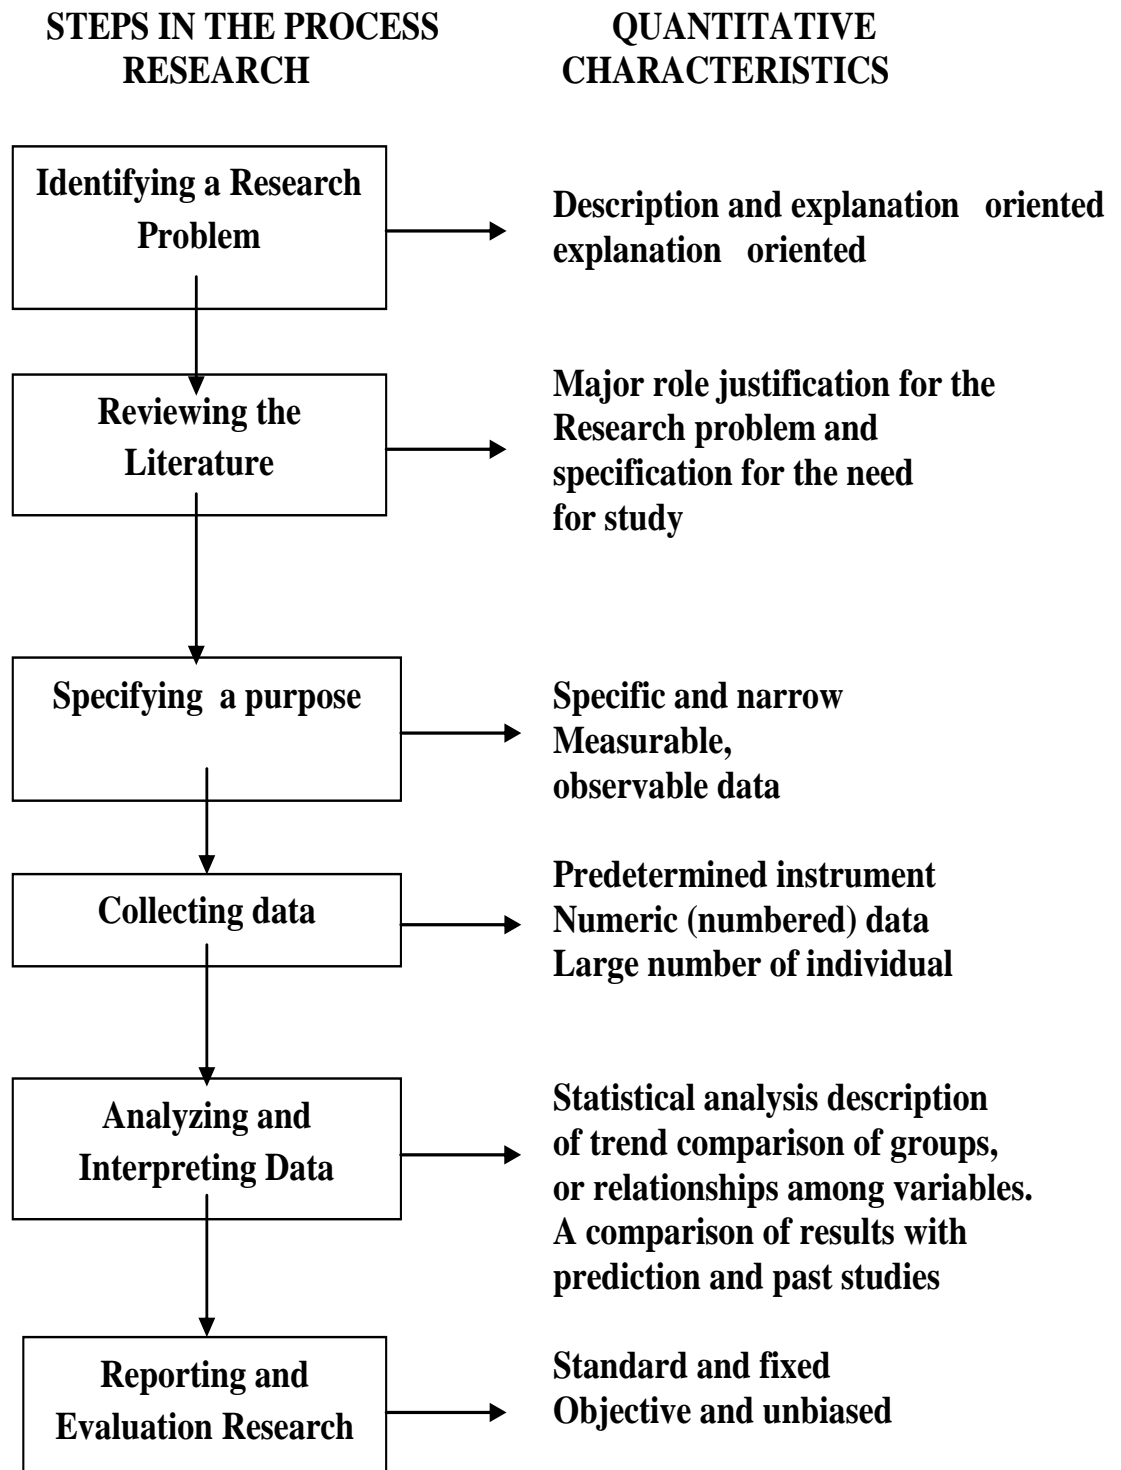 STEPS IN THE PROCESS
RESEARCH
QUANTITATIVE
CHARACTERISTICS
Identifying a Research
Problem
Description and explanation oriented
explanation oriented
Reviewing the
Literature
Major role justification for the
Research problem and
specification for the need
for study
Specifying a purpose
Specific and narrow
Measurable,
observable data
Collecting data
Predetermined instrument
Numeric (numbered) data
Large number of individual
Analyzing and
Interpreting Data
Statistical analysis description
of trend comparison of groups,
or relationships among variables.
A comparison of results with
prediction and past studies
Reporting and
Evaluation Research
Standard and fixed
Objective and unbiased